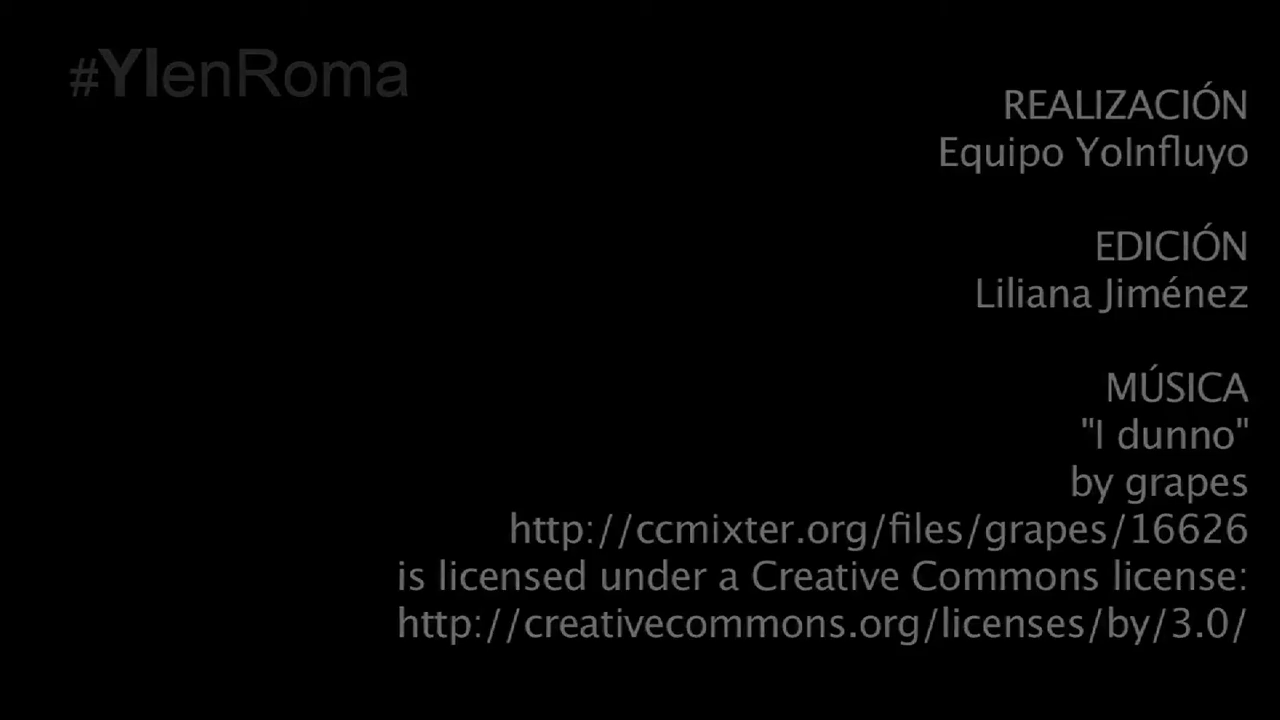 #YIenRoma
REALIZACIÓN
Equipo YoInfluyo
EDICIÓN
Liliana Jiménez
MÚSICA
"I dunno"
by grapes
http://ccmixter.org/files/grapes/16626
is licensed under a Creative Commons license:
http://creativecommons.org/licenses/by/3.0/